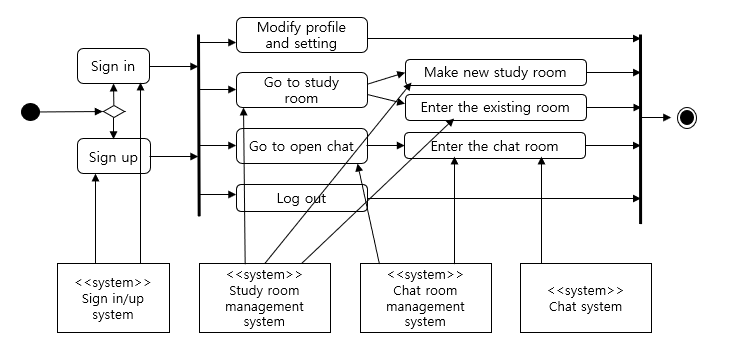 Modify profile
and setting
Sign in
Go to study
room
Make new study room
Enter the existing room
Sign up
Go to open chat
Enter the chat room
Log out
<<system>>
Sign in/up
system
<<system>>
Study room
management
system
<<system>>
Chat room
management
system
<<system>>
Chat system